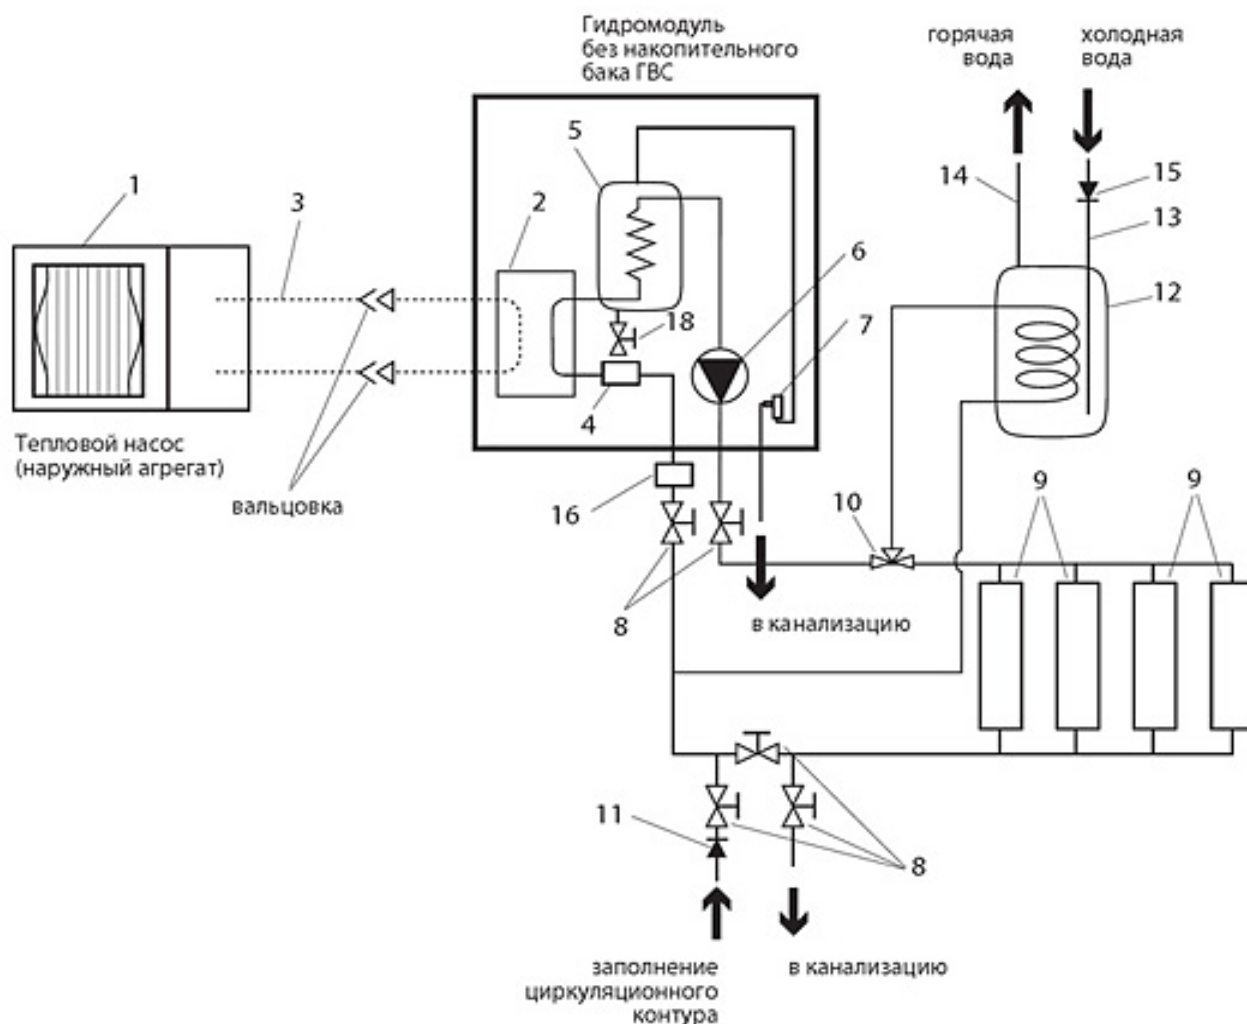 Гидромодуль
без накопительного
бака ГВС
горячая
вода
холодная
вода
5
1
3
2
14
15
13
6
12
18
7
4
Тепловой насос
(наружный агрегат)
вальцовка
16
10
9
9
8
в канализацию
11
8
заполнение
циркуляционного
контура
в канализацию